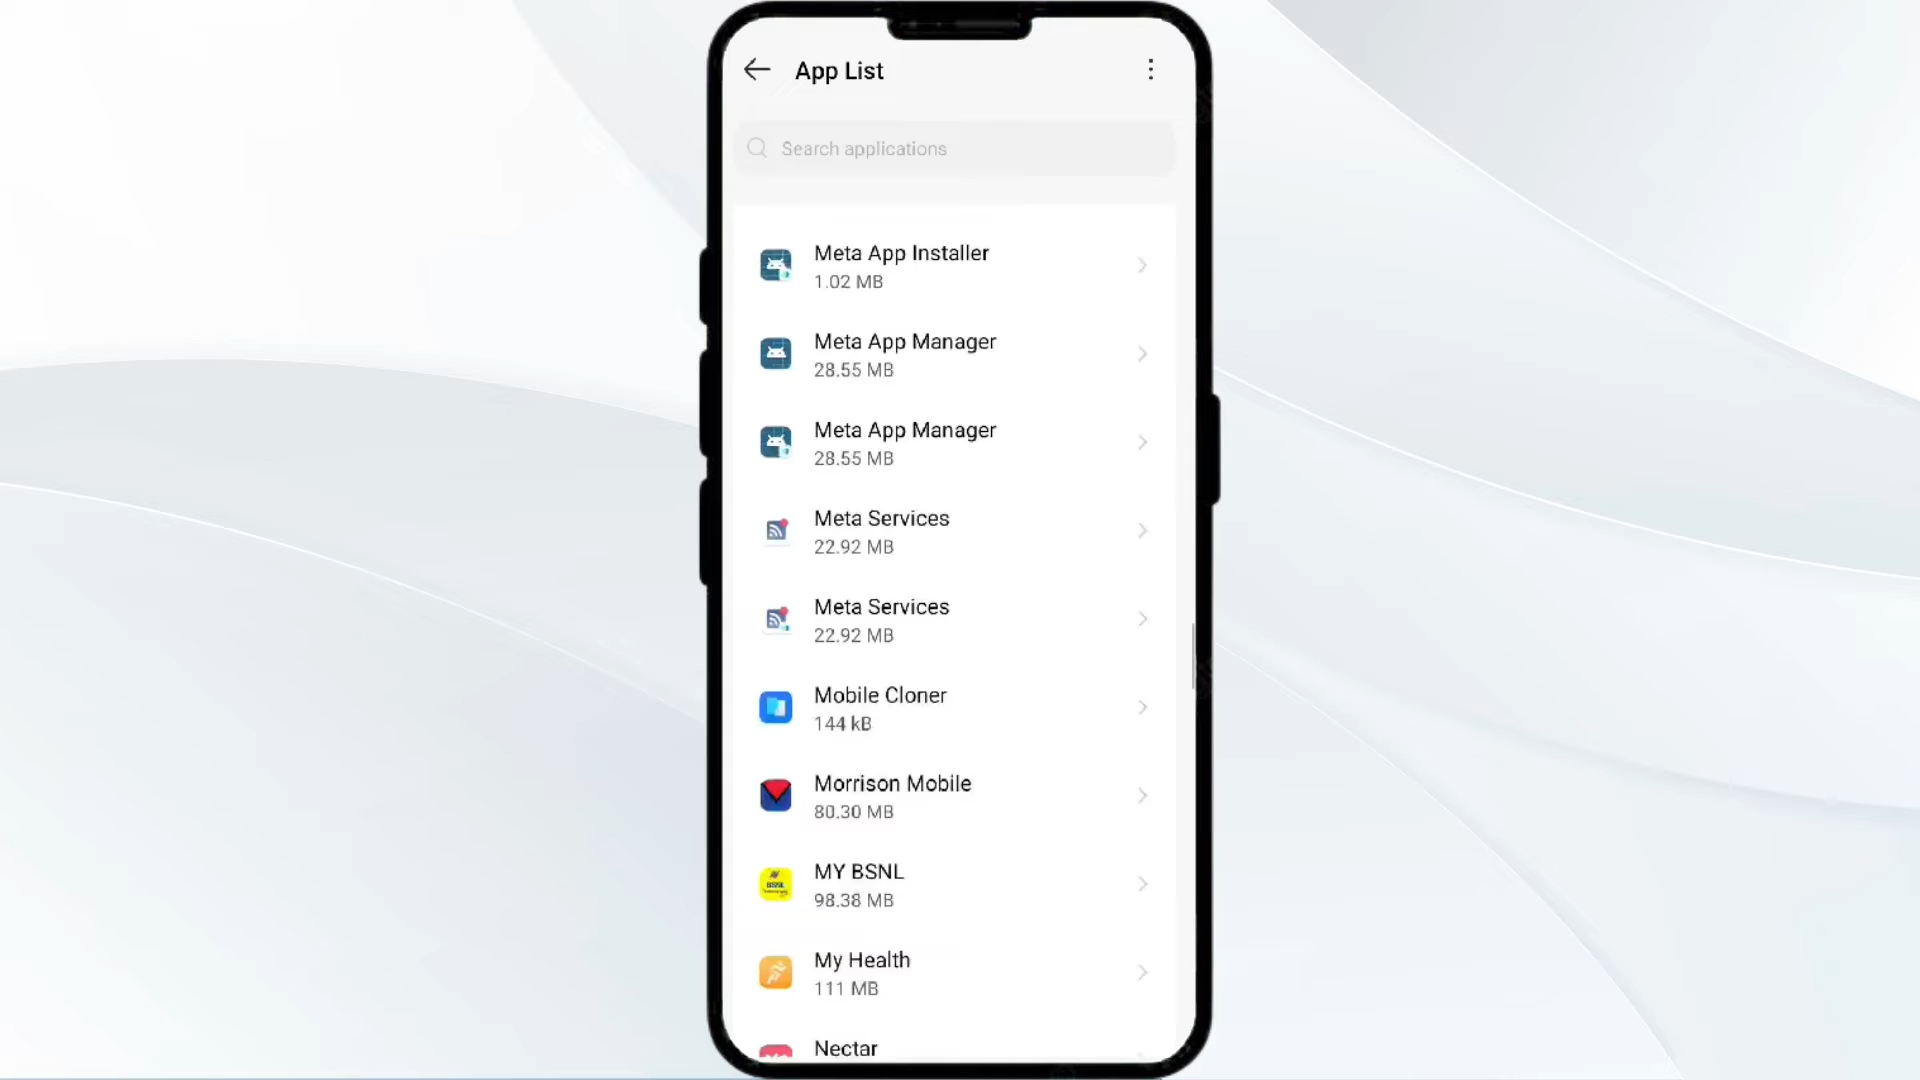 App List
Search applications
Meta App Installer
1.02 MB
Meta App Manager
28.55 MB
Meta App Manager
28.55 MB
Meta Services
22.92 MB
Meta Services
22.92 MB
Mobile Cloner
144 kB
Morrison Mobile
80.30 MB
BSNL
MY BSNL
98.38 MB
My Health
111 MB
Nectar